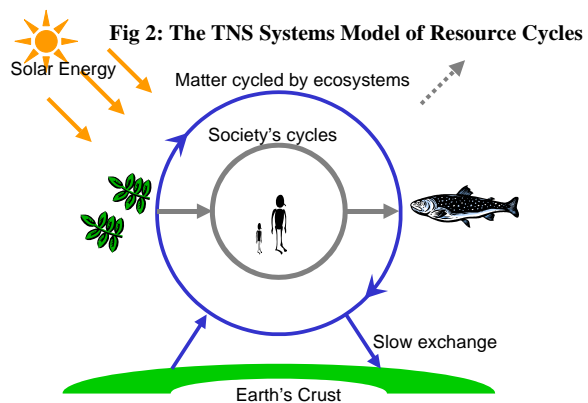 Fig 2: The TNS Systems Model of Resource Cycles
Solar Energy
Matter cycled by ecosystems
Society's cycles
Slow exchange
Earth's Crust